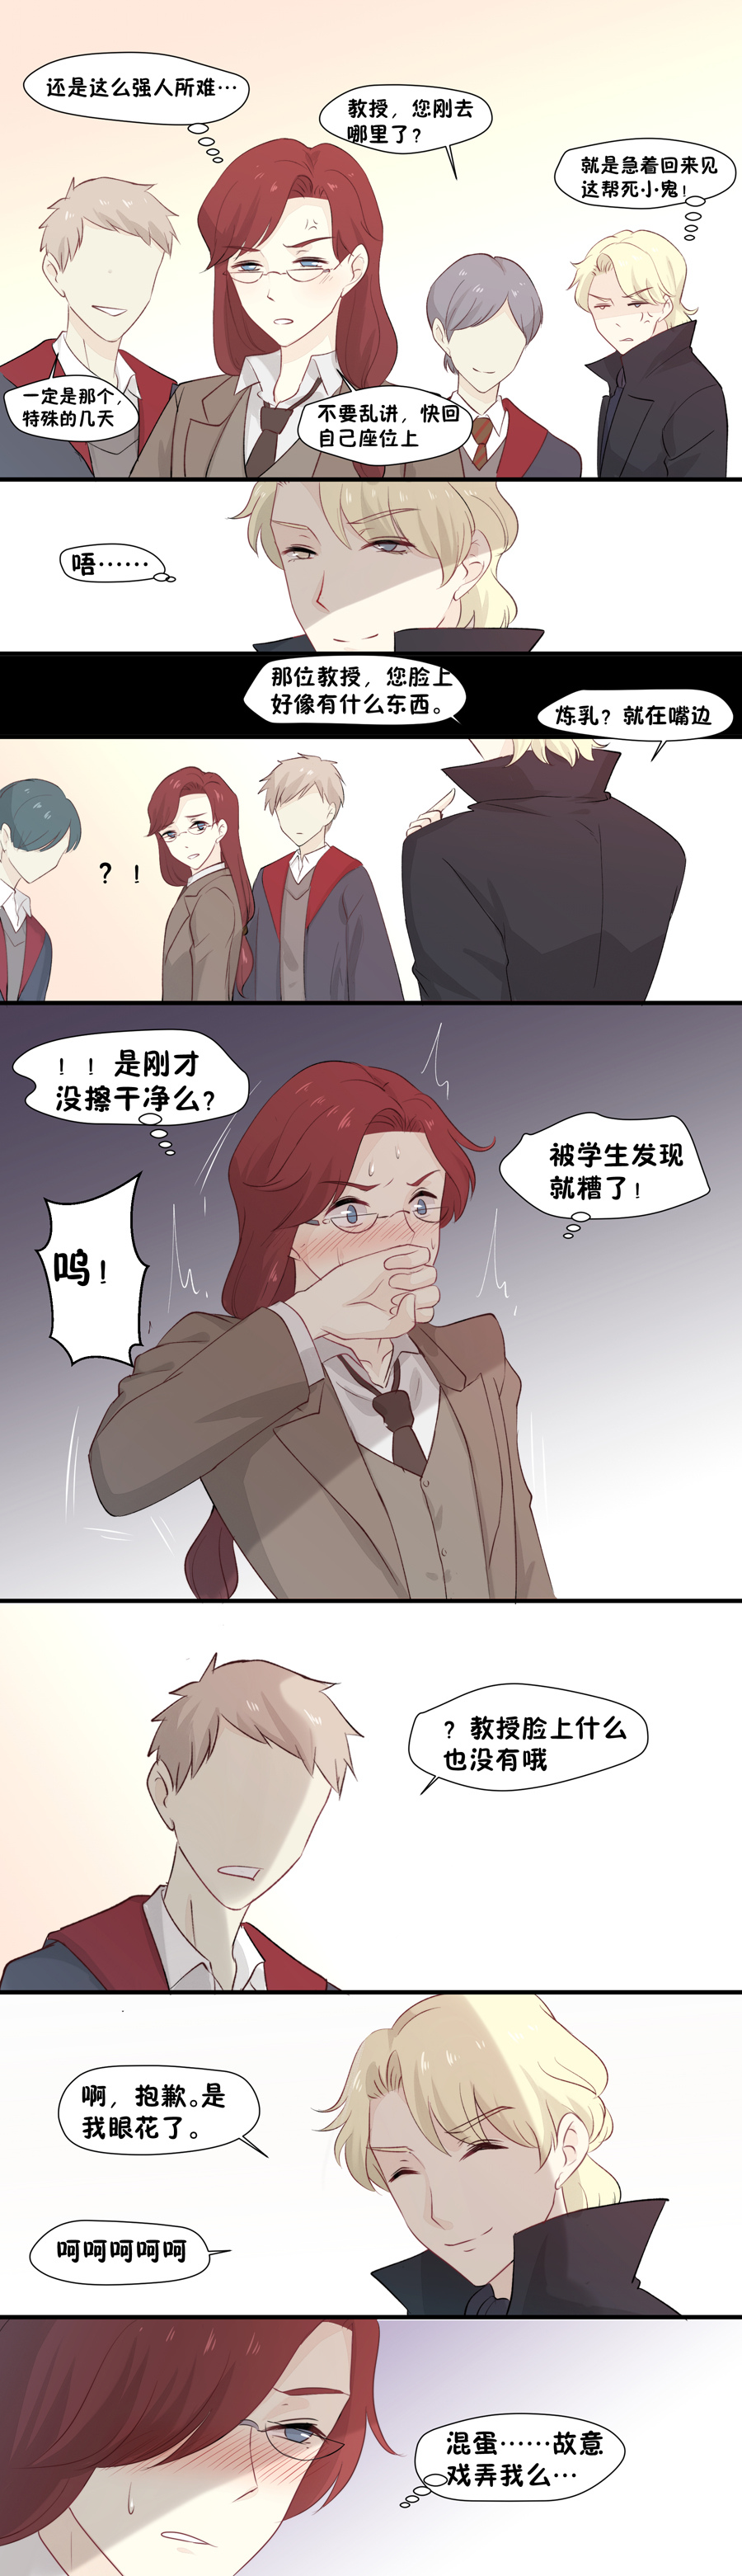 还是这么强人所难…
教授，您刚去
哪里了？
就是急着回来见
这帮死小鬼！
一定是那个，
特殊的几天
不要乱讲，快回
自己座位上
唔……
那位教授，您脸上
好像有什么东西。
炼乳？就在嘴边
？！
！！是刚才
没擦干净么？
被学生发现
就糟了！
呜！
？教授脸上什么
也没有哦
啊，抱歉。是
我眼花了。
呵呵呵呵呵
混蛋……故意
戏弄我么…